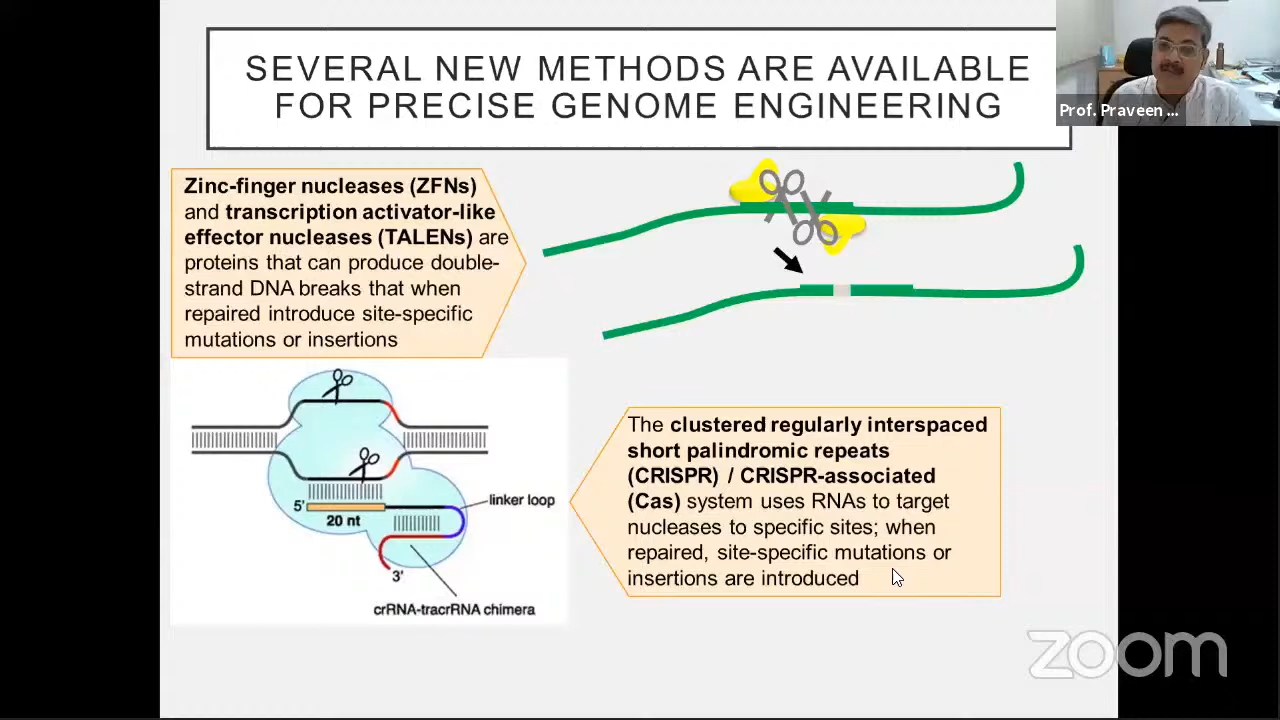 SEVERAL NEW METHODS ARE AVAILABLE
FOR PRECISE GENOME ENGINEERING
Prof. Praveen ...
Zinc-finger nucleases (ZFNs)
and transcription activator-like
effector nucleases (TALENs) are
proteins that can produce double-
strand DNA breaks that when
repaired introduce site-specific
mutations or insertions
5'
20 nt
linker loop
3'
crRNA-tracrRNA chimera
The clustered regularly interspaced
short palindromic repeats
(CRISPR) / CRISPR-associated
(Cas) system uses RNAs to target
nucleases to specific sites; when
repaired, site-specific mutations or
insertions are introduced
zoom